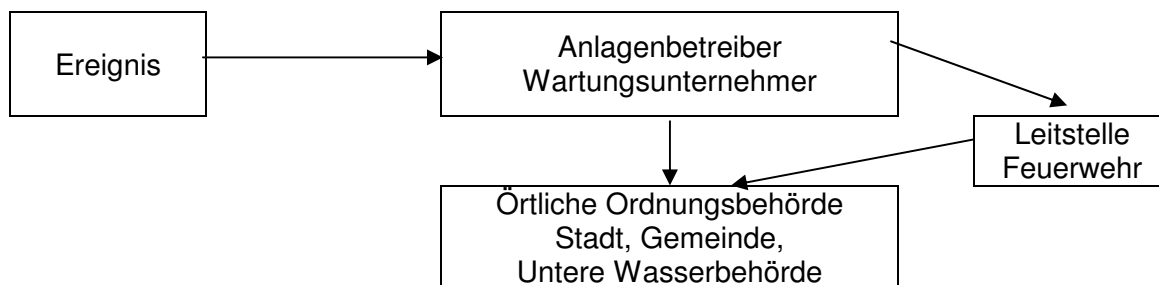 Ereignis
Anlagenbetreiber
Wartungsunternehmer
Leitstelle
Feuerwehr
Örtliche Ordnungsbehörde
Stadt, Gemeinde,
Untere Wasserbehörde